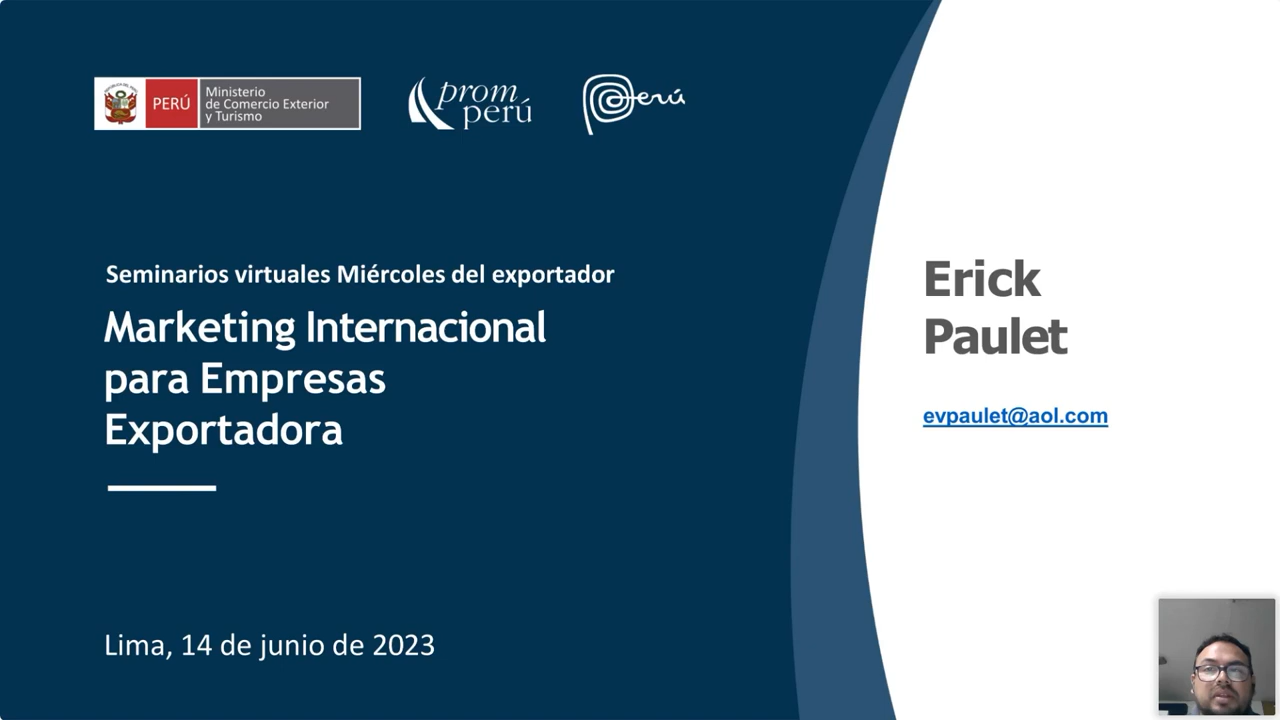 PERÚ
Ministerio
de Comercio Exterior
y Turismo
prom
perú
Perú
Seminarios virtuales Miércoles del exportador
Marketing Internacional
para Empresas
Exportadora
Lima, 14 de junio de 2023
Erick
Paulet
evpaulet@aol.com